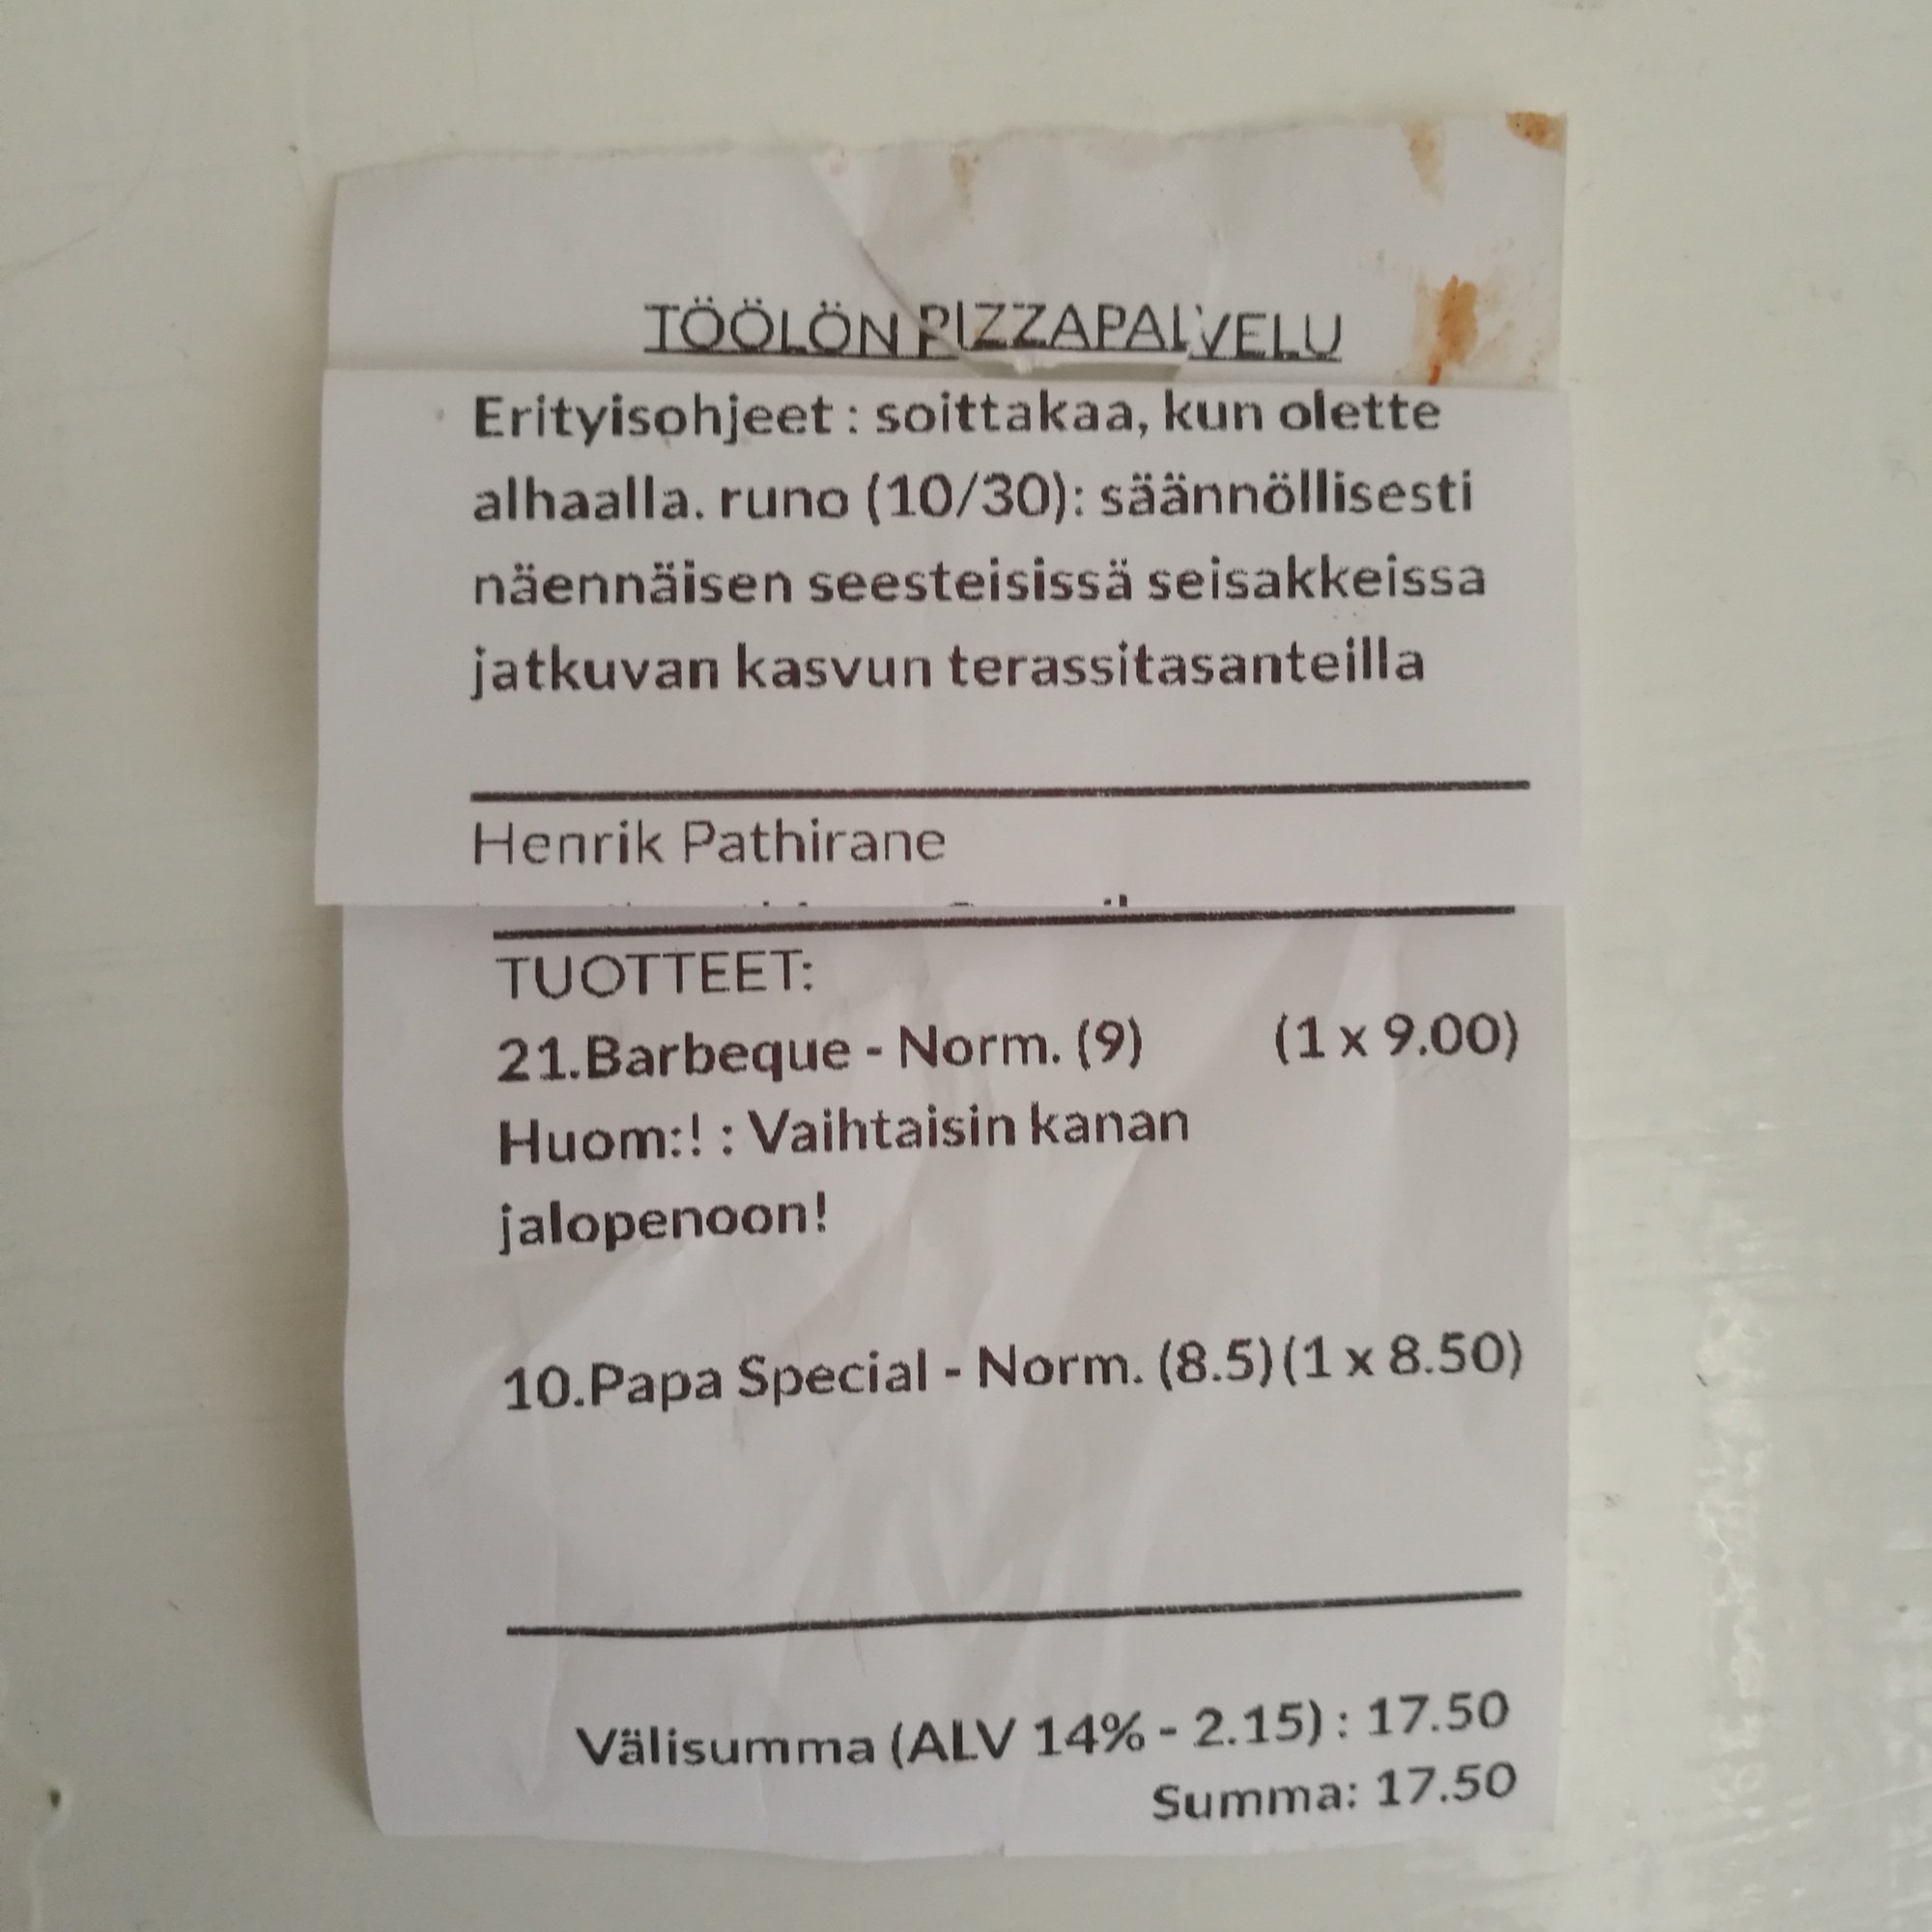 TÖÖLÖN PIZZAPALVELU
Erityisohjeet : soittakaa, kun olette
alhaalla. runo (10/30): säännöllisesti
näennäisen seesteisissä seisakkeissa
jatkuvan kasvun terassitasanteilla
Henrik Pathirane
TUOTTEET:
21.Barbeque - Norm. (9) (1 x 9.00)
Huom:! : Vaihtaisin kanan
jalopenoon!
10.Papa Special - Norm. (8.5)(1 x 8.50)
Välisumma (ALV 14% - 2.15) : 17.50
Summa: 17.50